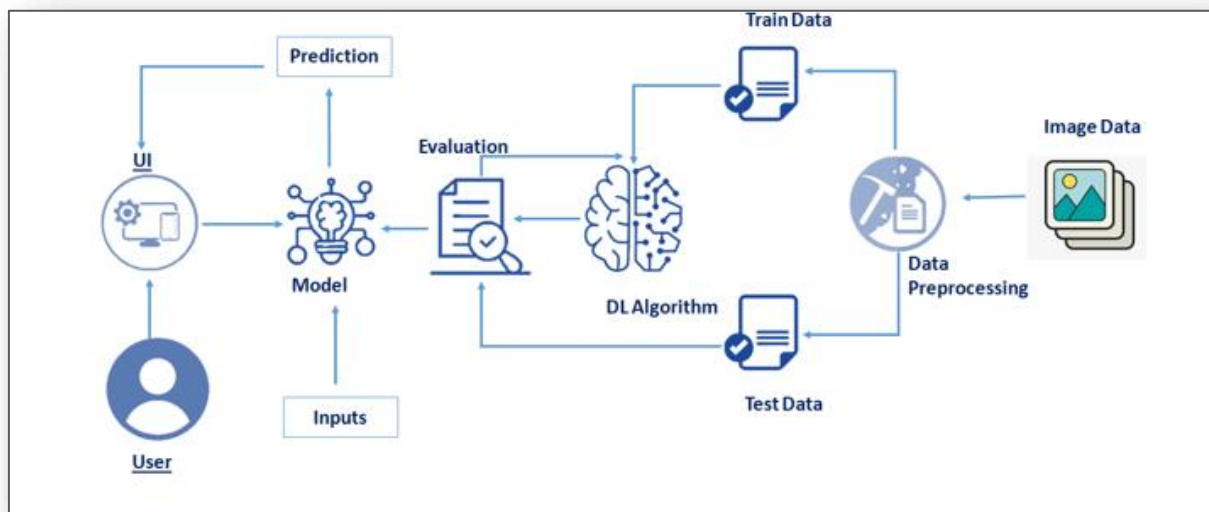 Train Data
Prediction
Image Data
Evaluation
UI
Data
Preprocessing
Model
DL Algorithm
Test Data
Inputs
User